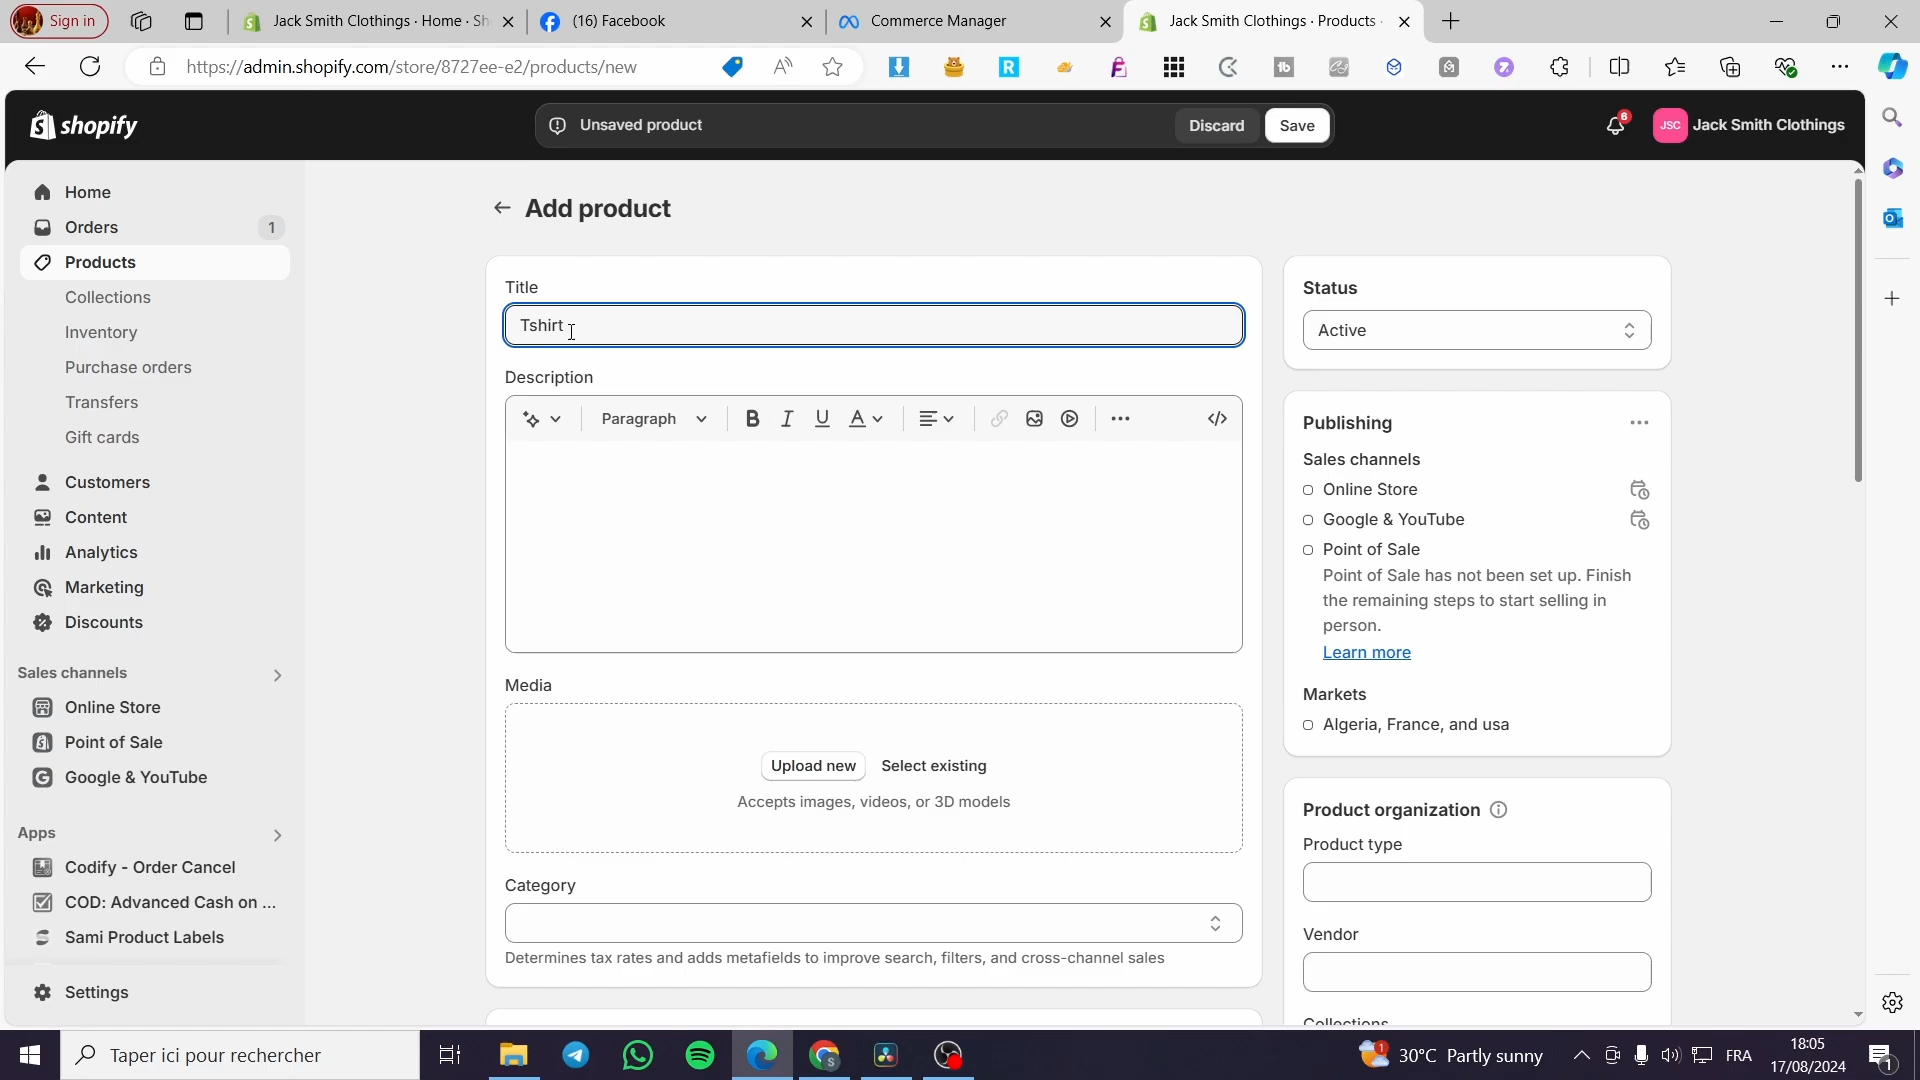 Sign in
Jack Smith Clothings · Home · Sh
(16) Facebook
Commerce Manager
Jack Smith Clothings · Products ·
https://admin.shopify.com/store/8727ee-e2/products/new
shopify
Unsaved product
Discard
Save
6
JSC
Jack Smith Clothings
Home
Orders
1
Products
Collections
Inventory
Purchase orders
Transfers
Gift cards
Customers
Content
Analytics
Marketing
Discounts
Sales channels
Online Store
Point of Sale
Google & YouTube
Apps
Codify - Order Cancel
COD: Advanced Cash on ...
Sami Product Labels
Settings
Add product
Title
Tshirt
Description
Paragraph
B I U A
Media
Upload new
Select existing
Accepts images, videos, or 3D models
Category
Determines tax rates and adds metafields to improve search, filters, and cross-channel sales
Status
Active
Publishing
Sales channels
Online Store
Google & YouTube
Point of Sale
Point of Sale has not been set up. Finish
the remaining steps to start selling in
person.
Learn more
Markets
Algeria, France, and usa
Product organization
Product type
Vendor
Collections
Taper ici pour rechercher
1
30°C Partly sunny
FRA
18:05
17/08/2024
1